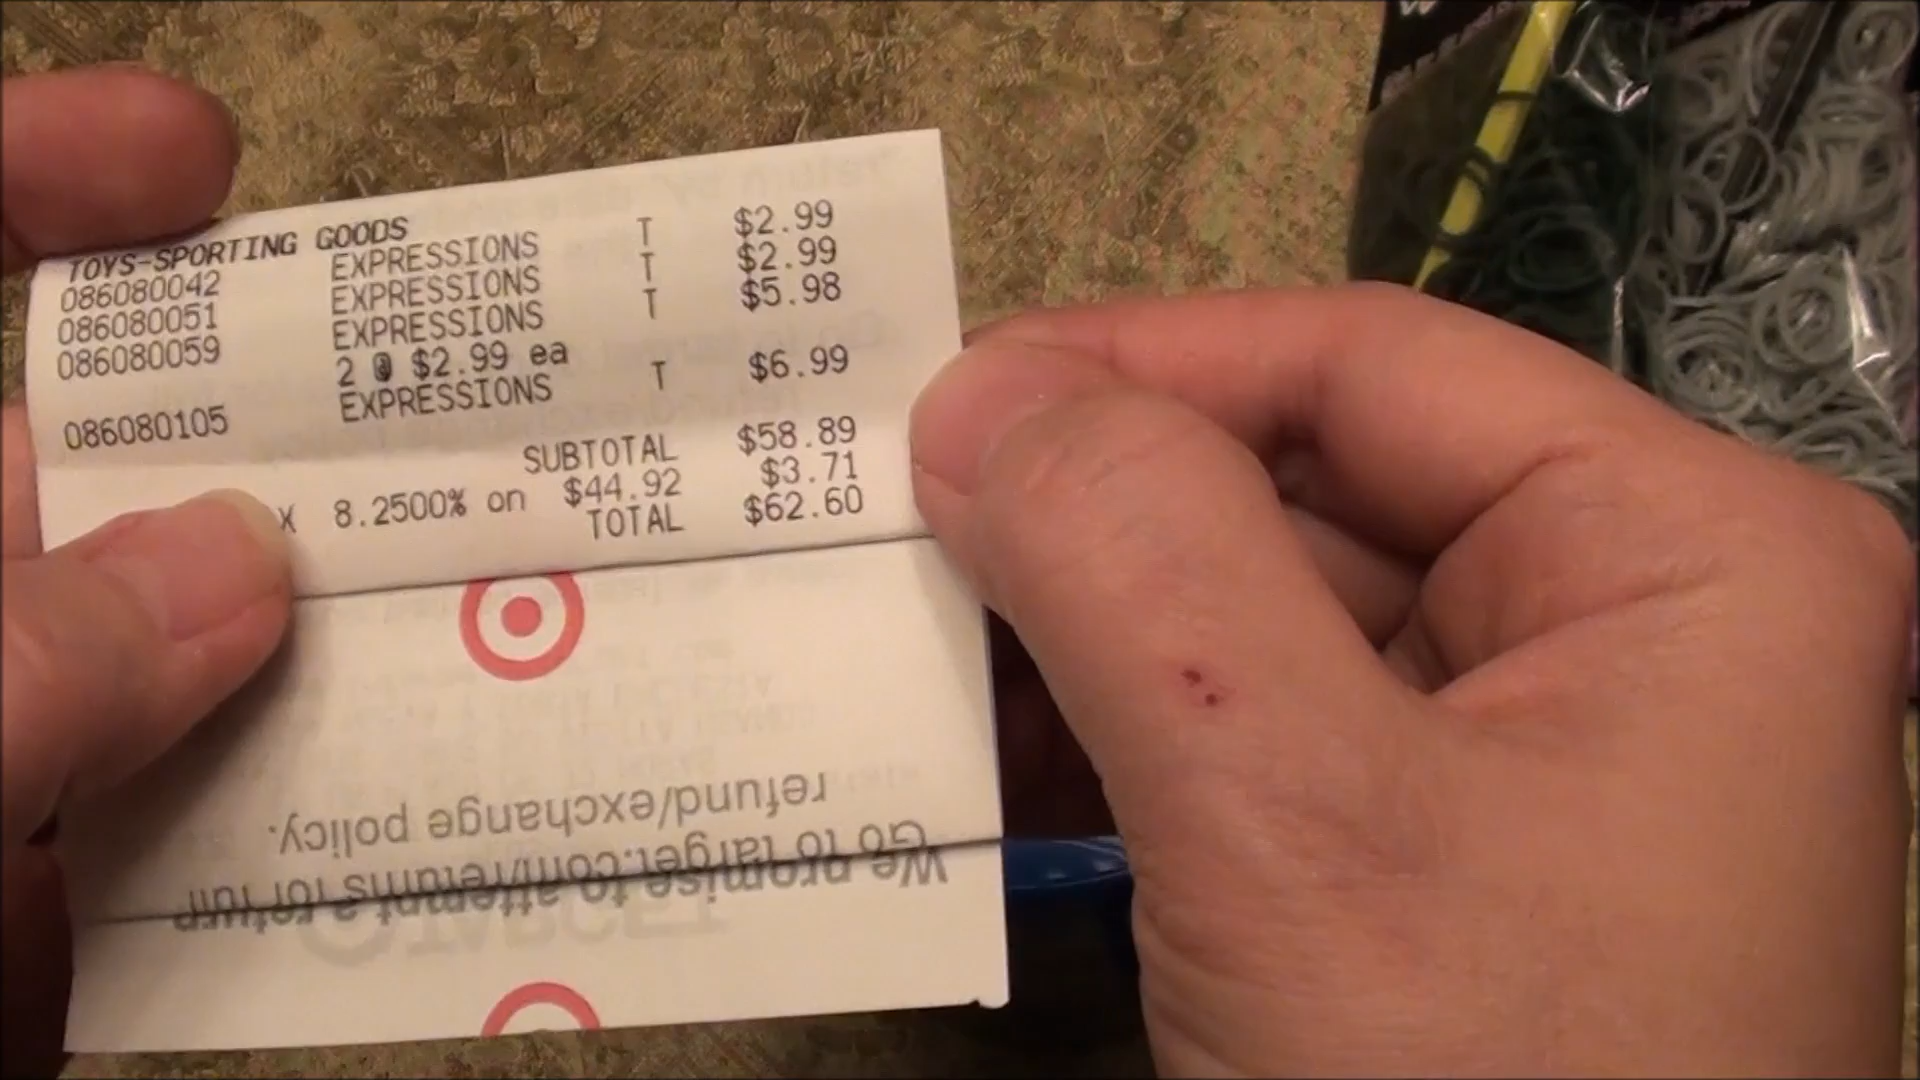 TOYS-SPORTING GOODS
086080042 EXPRESSIONS T $2.99
086080051 EXPRESSIONS T $2.99
086080059 EXPRESSIONS T $5.98
2 @ $2.99 ea
086080105 EXPRESSIONS T $6.99
SUBTOTAL $58.89
X 8.2500% on $44.92 $3.71
TOTAL $62.60
refund/exchange policy.
Go to target.com/returns for full
We promise to attempt a return
TARGET